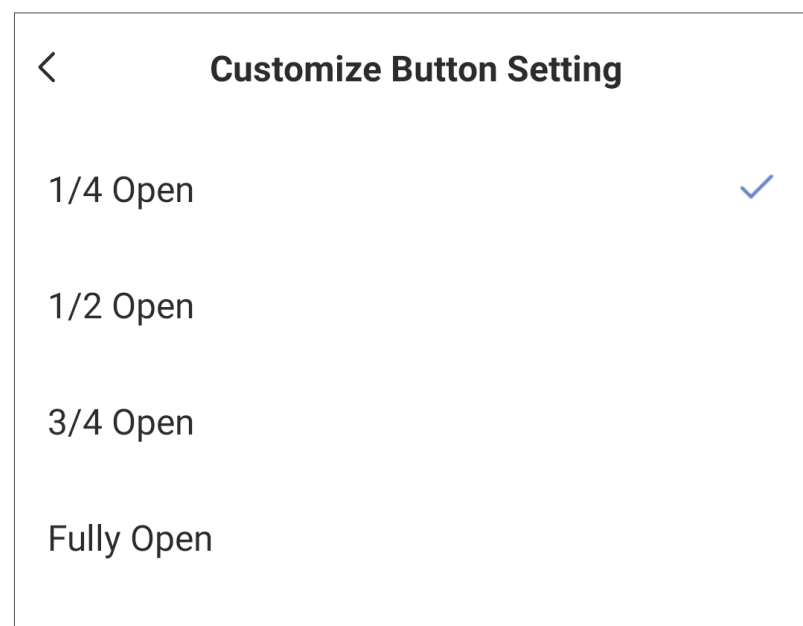 Customize Button Setting
1/4 Open
1/2 Open
3/4 Open
Fully Open